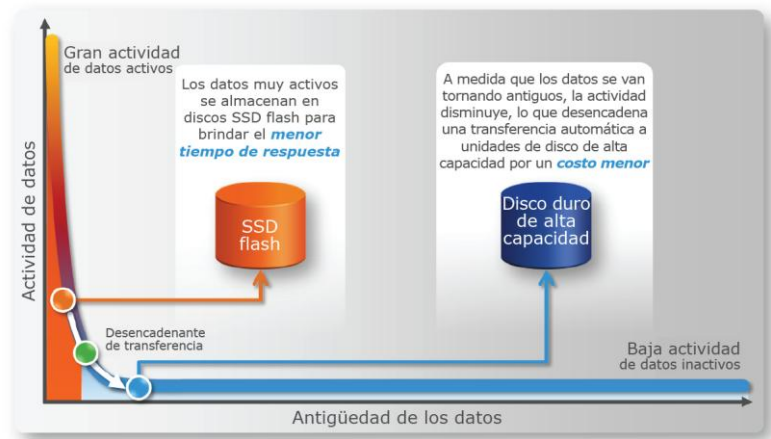 Gran actividad
de datos activos
Los datos muy activos
se almacenan en
discos SSD flash para
brindar el menor
tiempo de respuesta
A medida que los datos se van
tornando antiguos, la actividad
disminuye, lo que desencadena
una transferencia automática a
unidades de disco de alta
capacidad por un costo menor
SSD
flash
Disco duro
de alta
capacidad
Actividad de datos
Desencadenante
de transferencia
Baja actividad
de datos inactivos
Antigüedad de los datos